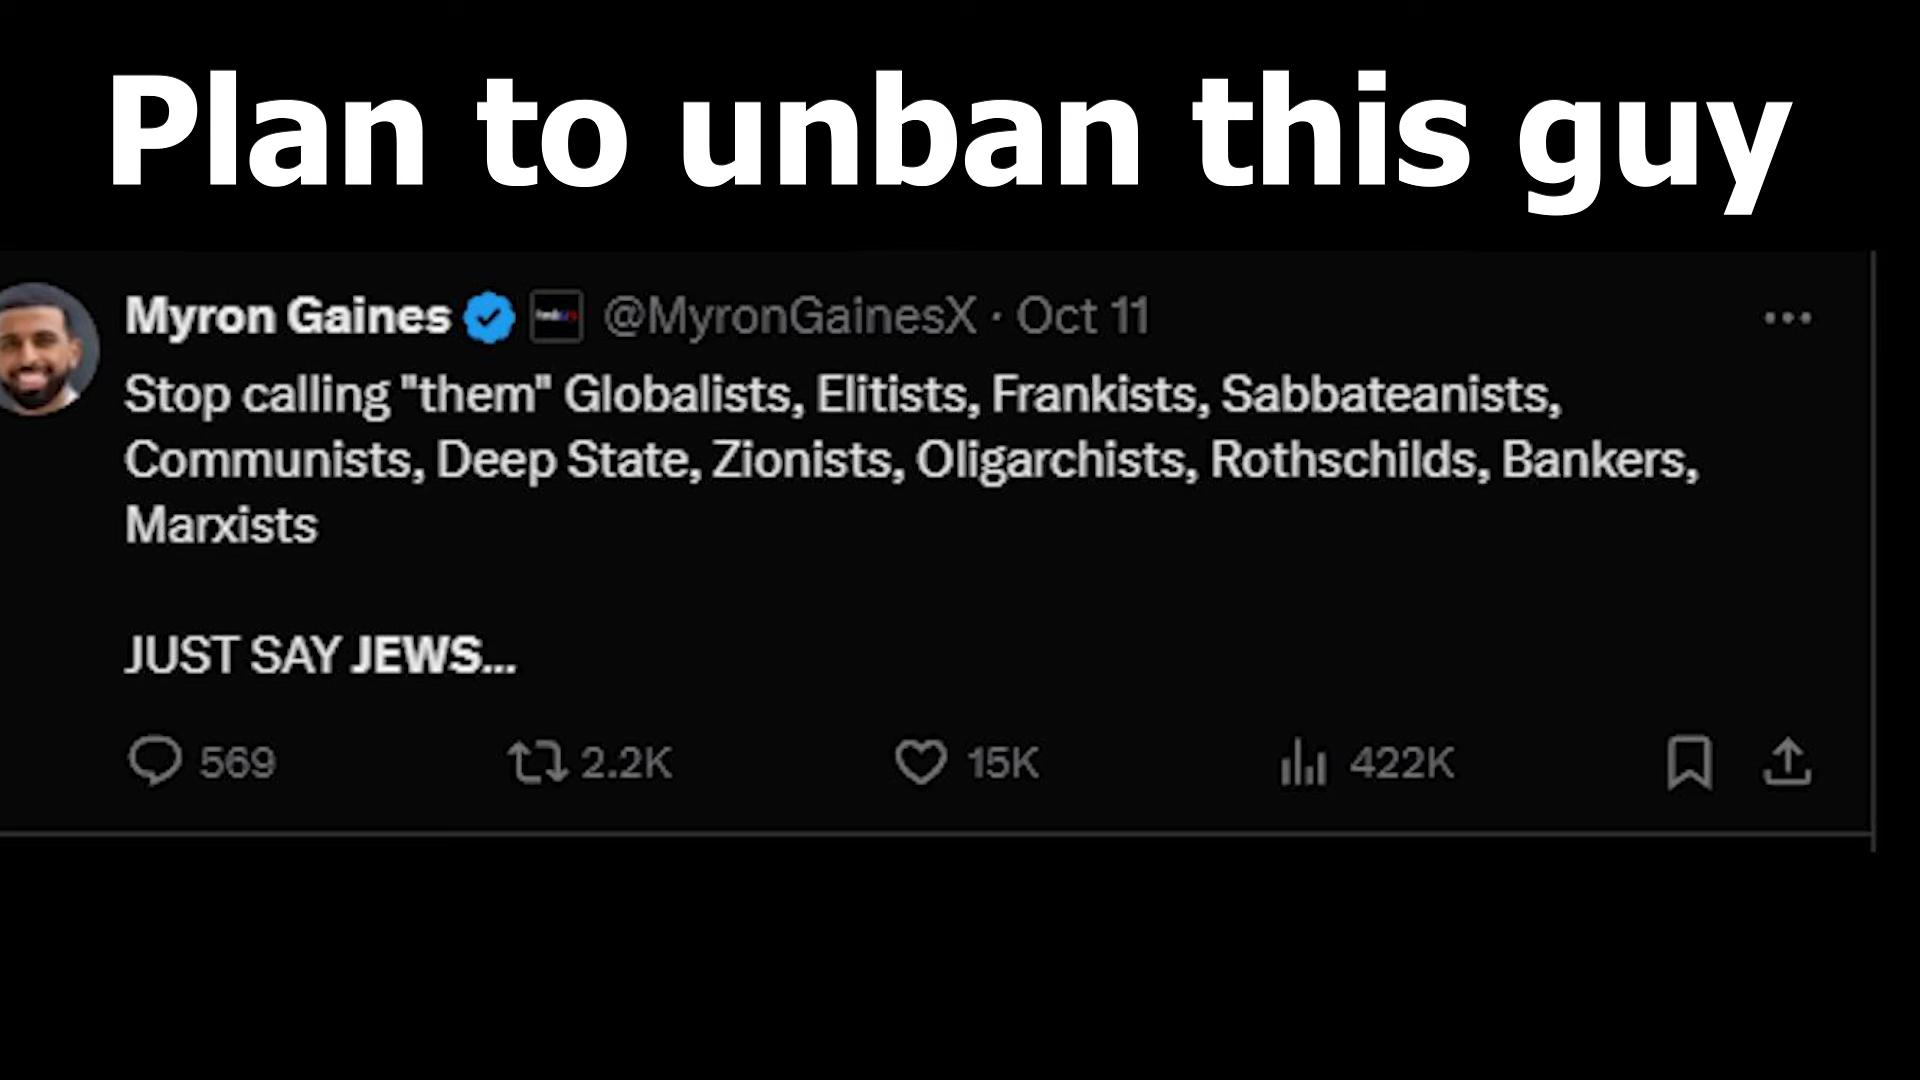 Plan to unban this guy
Myron Gaines @MyronGainesX · Oct 11
Stop calling "them" Globalists, Elitists, Frankists, Sabbateanists,
Communists, Deep State, Zionists, Oligarchists, Rothschilds, Bankers,
Marxists
JUST SAY JEWS...
569 2.2K 15K 422K